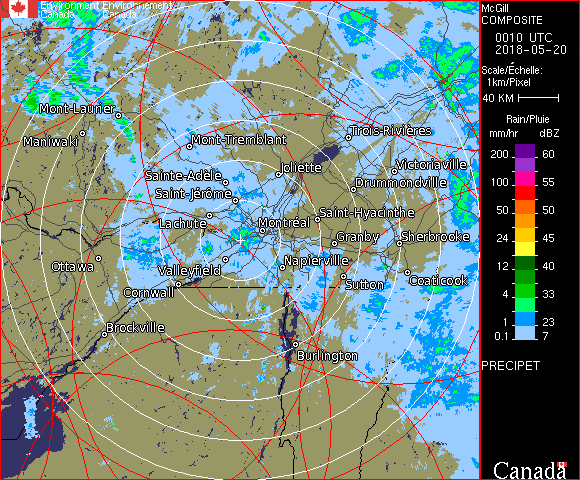 Environment Environnement
Canada Canada
McGill
COMPOSITE
0010 UTC
2018-05-20
Scale/Échelle:
1km/Pixel
40 KM
Rain/Pluie
mm/hr dBZ
200 60
100 55
50 50
24 45
12 40
4 33
1 23
0.1 7
PRECIPET
Canada
Mont-Laurier
Maniwaki
Mont-Tremblant
Trois-Rivières
Joliette
Victoriaville
Sainte-Adèle
Drummondville
Saint-Jérôme
Saint-Hyacinthe
Lachute
Montréal
Granby
Sherbrooke
Ottawa
Valleyfield
Napierville
Cornwall
Sutton
Coaticook
Brockville
Burlington